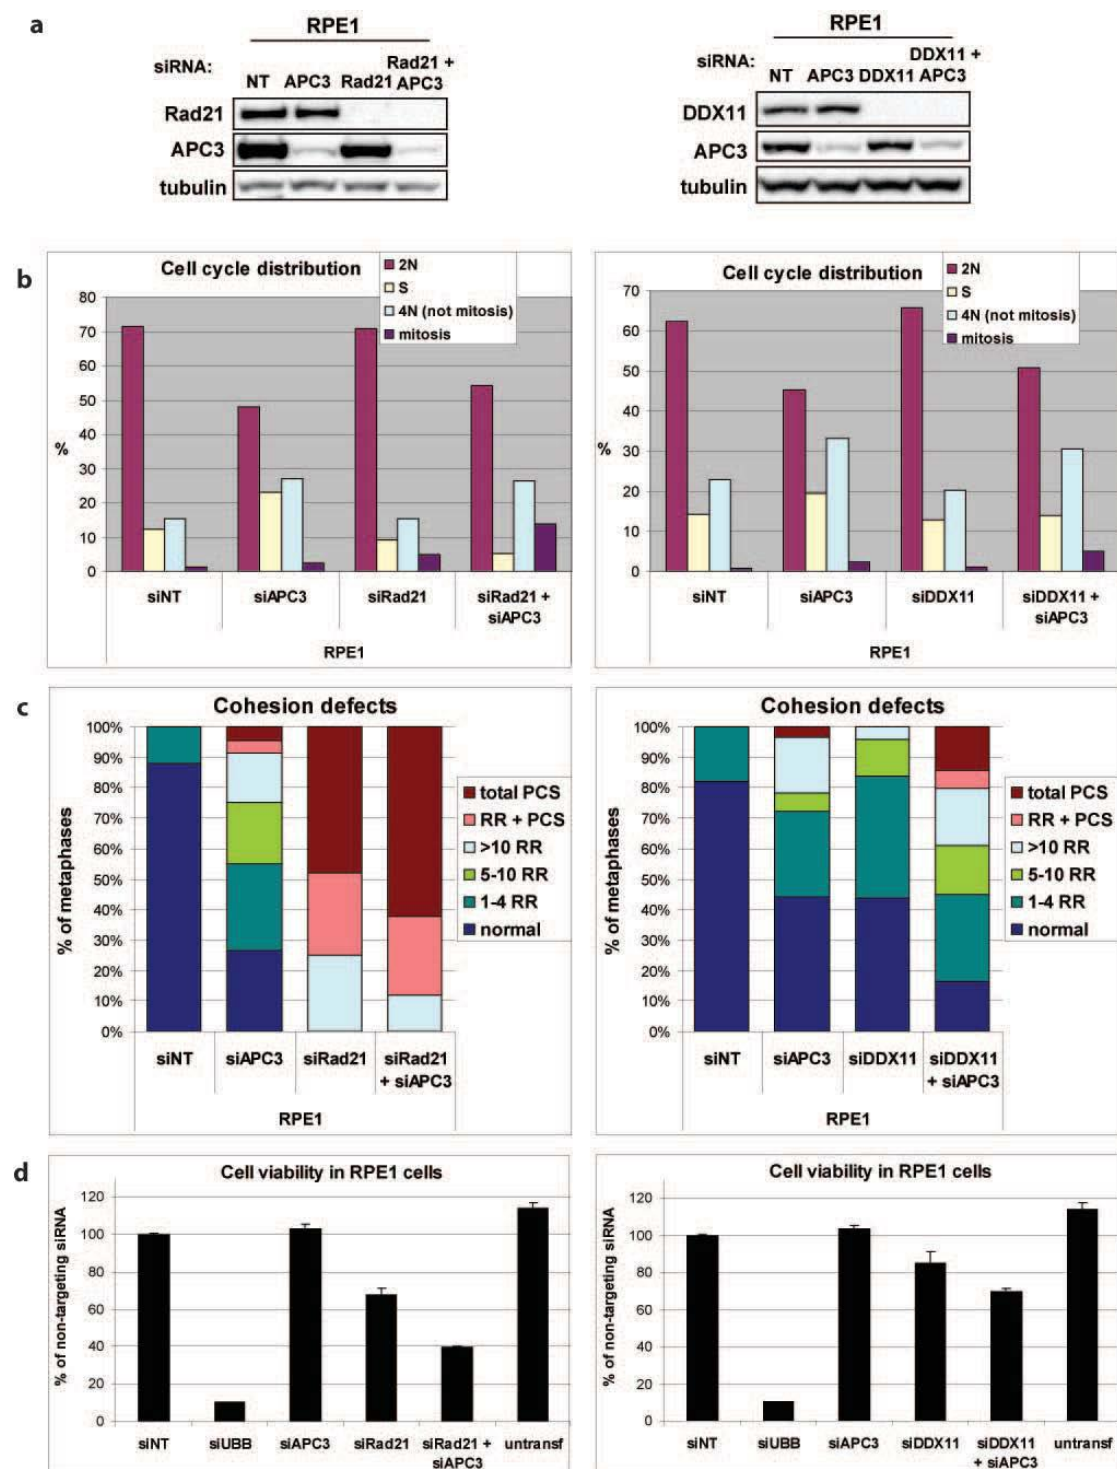 a
RPE1
siRNA:
NT APC3 Rad21 Rad21 + APC3
Rad21
APC3
tubulin
RPE1
siRNA:
NT APC3 DDX11 DDX11 + APC3
DDX11
APC3
tubulin
b
Cell cycle distribution
2N
S
4N (not mitosis)
mitosis
80
70
60
50
40
30
20
10
0
%
siNT siAPC3 siRad21 siRad21 + siAPC3
RPE1
Cell cycle distribution
2N
S
4N (not mitosis)
mitosis
70
60
50
40
30
20
10
0
%
siNT siAPC3 siDDX11 siDDX11 + siAPC3
RPE1
c
Cohesion defects
100%
90%
80%
70%
60%
50%
40%
30%
20%
10%
0%
% of metaphases
total PCS
RR + PCS
>10 RR
5-10 RR
1-4 RR
normal
siNT siAPC3 siRad21 siRad21 + siAPC3
RPE1
Cohesion defects
100%
90%
80%
70%
60%
50%
40%
30%
20%
10%
0%
% of metaphases
total PCS
RR + PCS
>10 RR
5-10 RR
1-4 RR
normal
siNT siAPC3 siDDX11 siDDX11 + siAPC3
RPE1
d
Cell viability in RPE1 cells
120
100
80
60
40
20
0
% of non-targeting siRNA
siNT siUBB siAPC3 siRad21 siRad21 + siAPC3 untransf
Cell viability in RPE1 cells
120
100
80
60
40
20
0
% of non-targeting siRNA
siNT siUBB siAPC3 siDDX11 siDDX11 + siAPC3 untransf